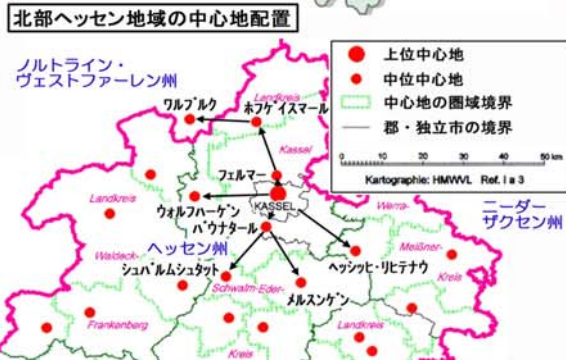 北部ヘッセン地域の中心地配置
ノルトライン・
ヴェストファーレン州
上位中心地
中位中心地
中心地の圏域境界
郡・独立市の境界
0 10 20 30 40 50 km
Kartographie: HMWVL Ref. I a 3
ワルブルク
ホフゲイスマール
Landkreis
Kassel
フェルマー
KASSEL
ウォルフハーゲン
バウナタール
ニーダー
ザクセン州
Landkreis
Werra-
Meißner-
Kreis
ヘッセン州
Waldeck-
シュバルムシュタット
ヘッシッヒ・リヒテナウ
Schwalm-Eder-
メルスンゲン
Frankenberg
Kreis
Landkreis